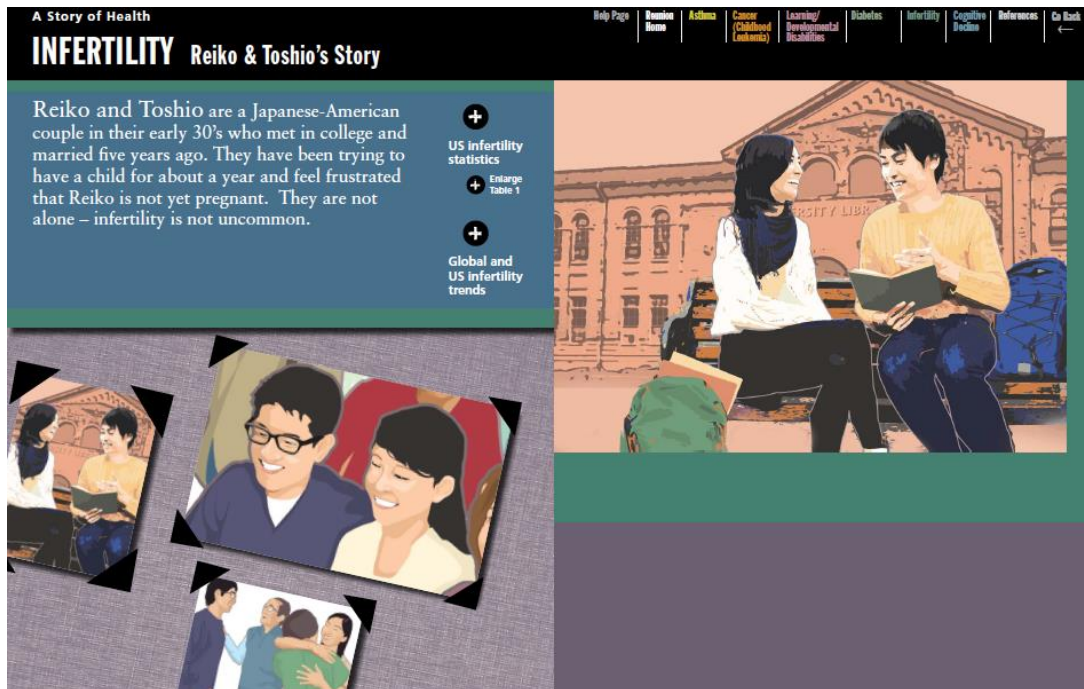 A Story of Health
INFERTILITY Reiko & Toshio's Story
Help Page
Reunion
Home
Asthma
Cancer
(Childhood
Leukemia)
Learning/
Developmental
Disabilities
Diabetes
Infertility
Cognitive
Decline
References
Go Back
Reiko and Toshio are a Japanese-American
couple in their early 30's who met in college and
married five years ago. They have been trying to
have a child for about a year and feel frustrated
that Reiko is not yet pregnant. They are not
alone – infertility is not uncommon.
US infertility
statistics
Enlarge
Table 1
Global and
US infertility
trends
ERSITY LIBR